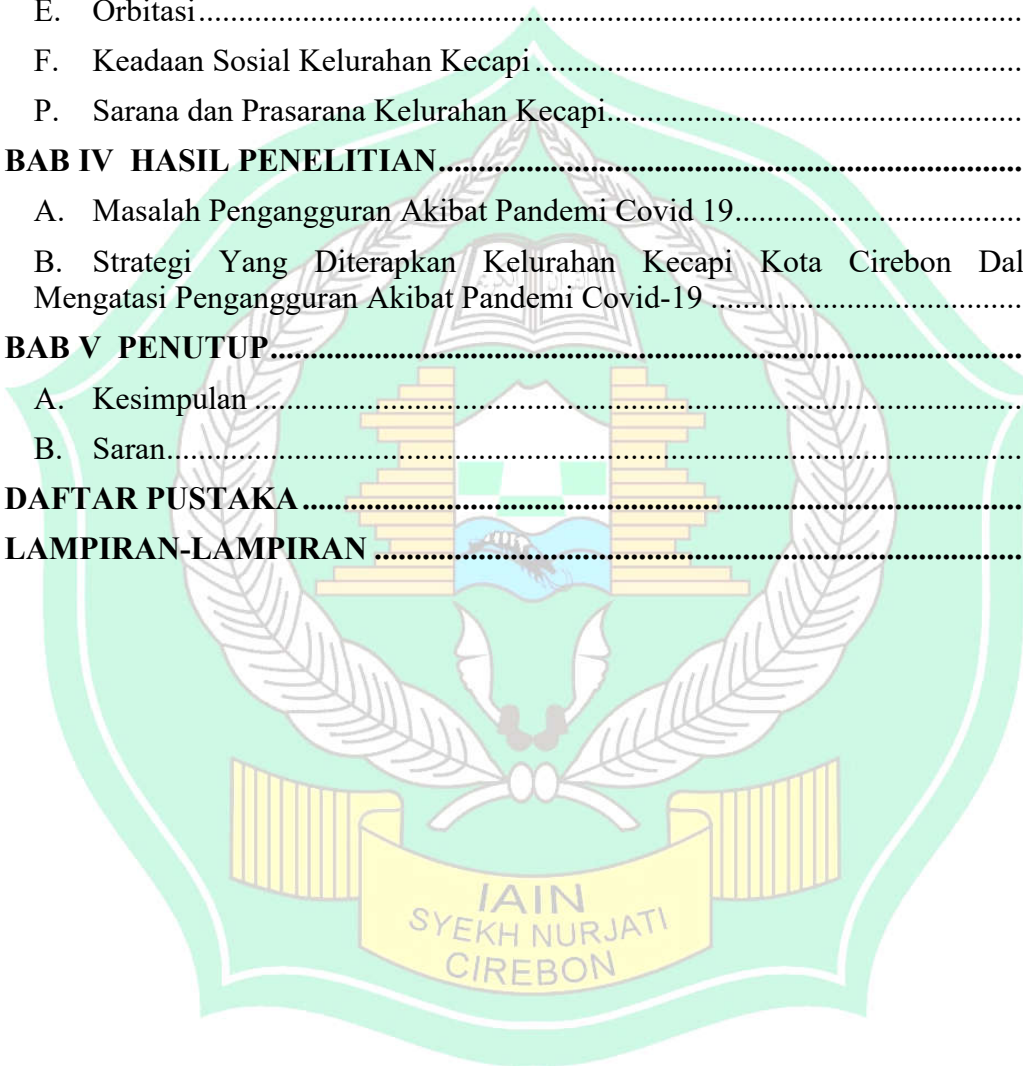 E. Orbitasi........................................................................................................
F. Keadaan Sosial Kelurahan Kecapi.............................................................
P. Sarana dan Prasarana Kelurahan Kecapi....................................................
BAB IV HASIL PENELITIAN.........................................................................
A. Masalah Pengangguran Akibat Pandemi Covid 19....................................
B. Strategi Yang Diterapkan Kelurahan Kecapi Kota Cirebon Dal
Mengatasi Pengangguran Akibat Pandemi Covid-19 .......................................
BAB V PENUTUP..............................................................................................
A. Kesimpulan ................................................................................................
B. Saran...........................................................................................................
DAFTAR PUSTAKA..........................................................................................
LAMPIRAN-LAMPIRAN .................................................................................
IAIN
SYEKH NURJATI
CIREBON